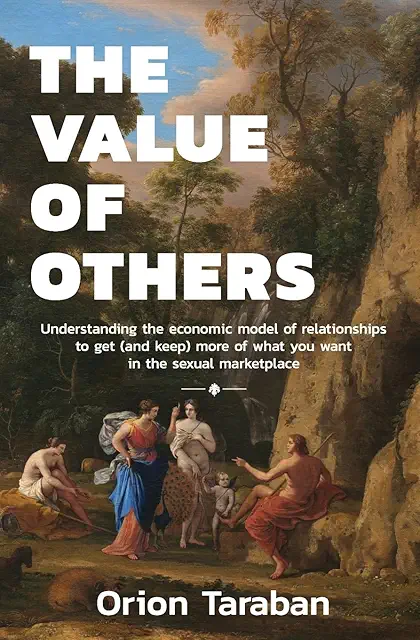 THE
VALUE
OF
OTHERS
Understanding the economic model of relationships
to get (and keep) more of what you want
in the sexual marketplace
Orion Taraban